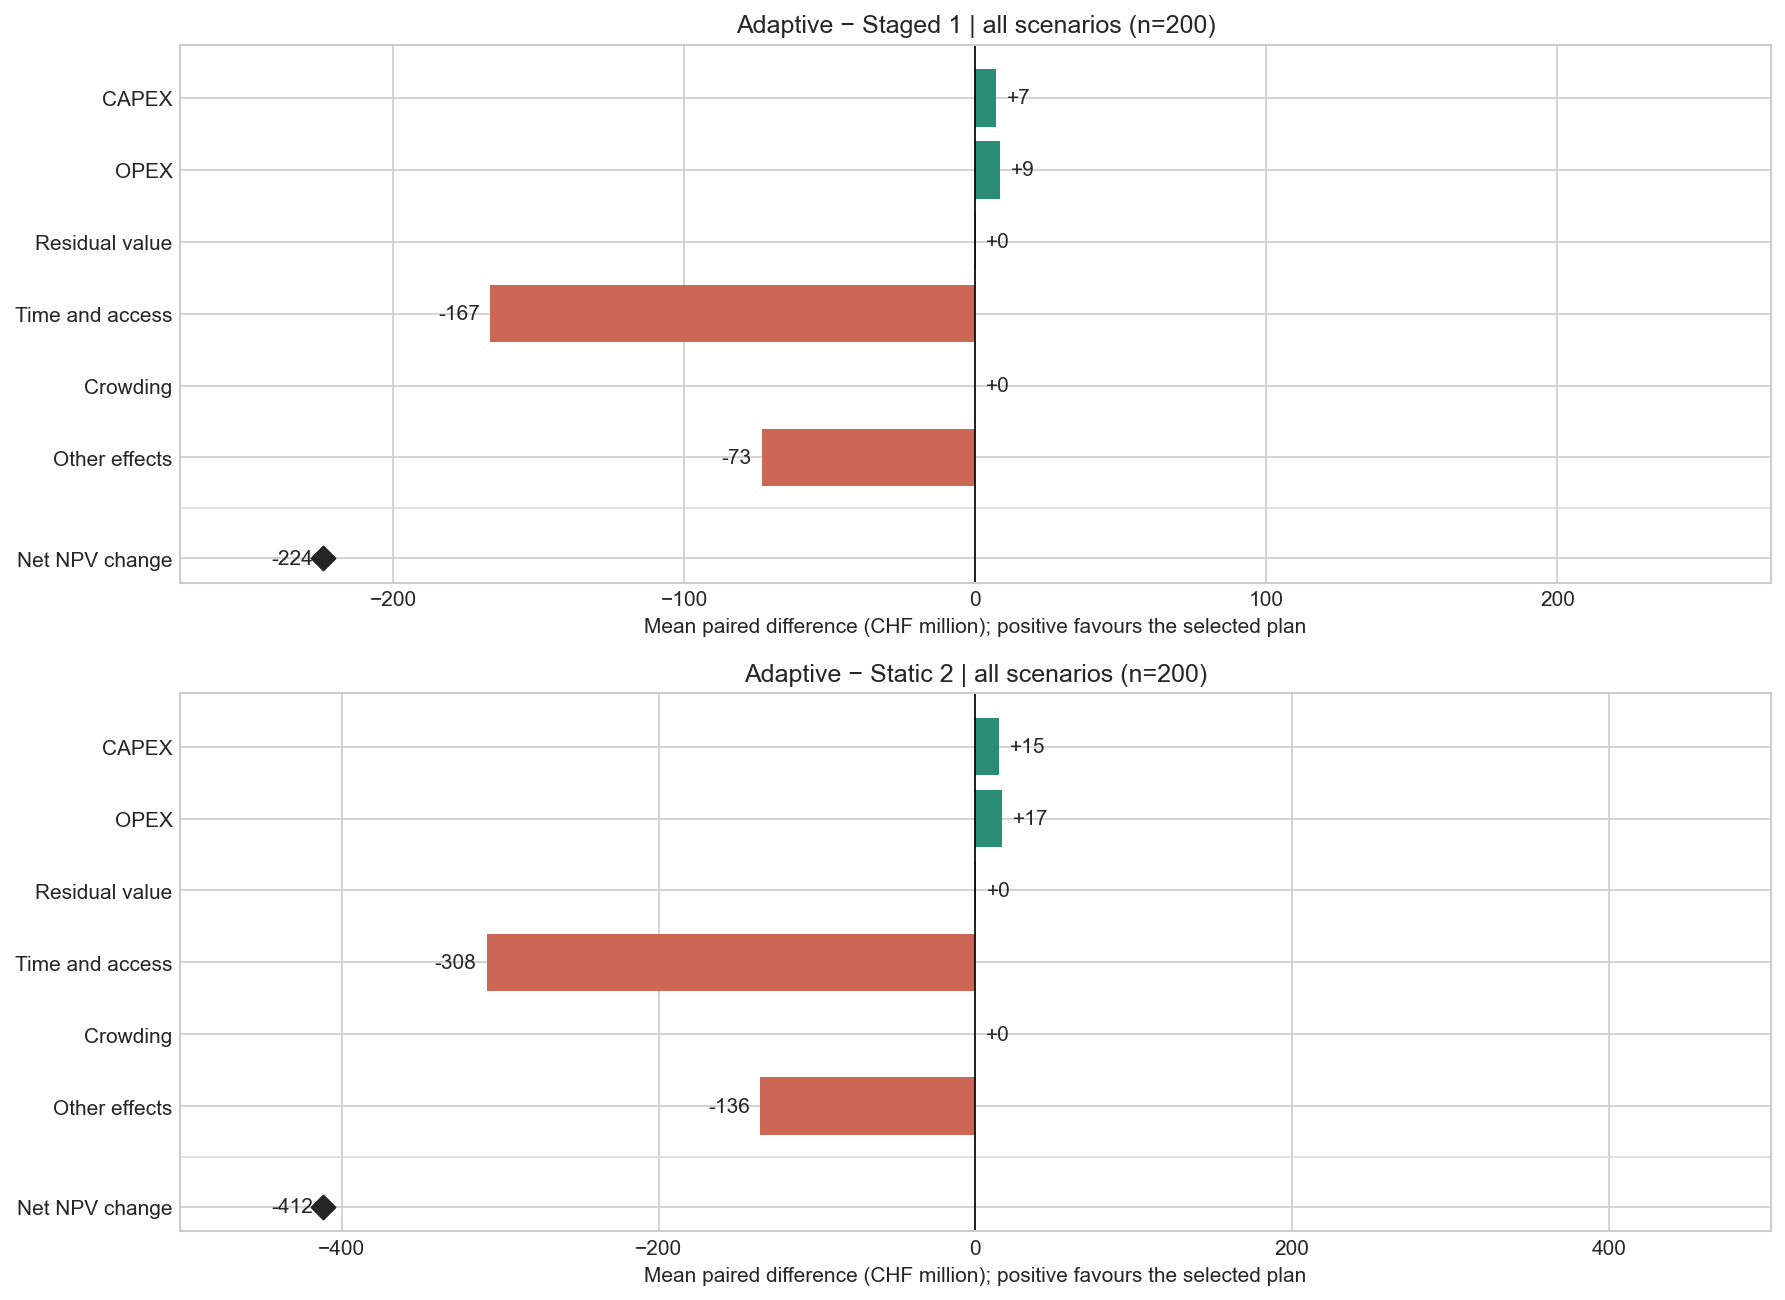 Adaptive − Staged 1 | all scenarios (n=200)
CAPEX
+7
OPEX
+9
Residual value
+0
Time and access
-167
Crowding
+0
Other effects
-73
Net NPV change
-224
−200
−100
0
100
200
Mean paired difference (CHF million); positive favours the selected plan
Adaptive − Static 2 | all scenarios (n=200)
CAPEX
+15
OPEX
+17
Residual value
+0
Time and access
-308
Crowding
+0
Other effects
-136
Net NPV change
-412
−400
−200
0
200
400
Mean paired difference (CHF million); positive favours the selected plan